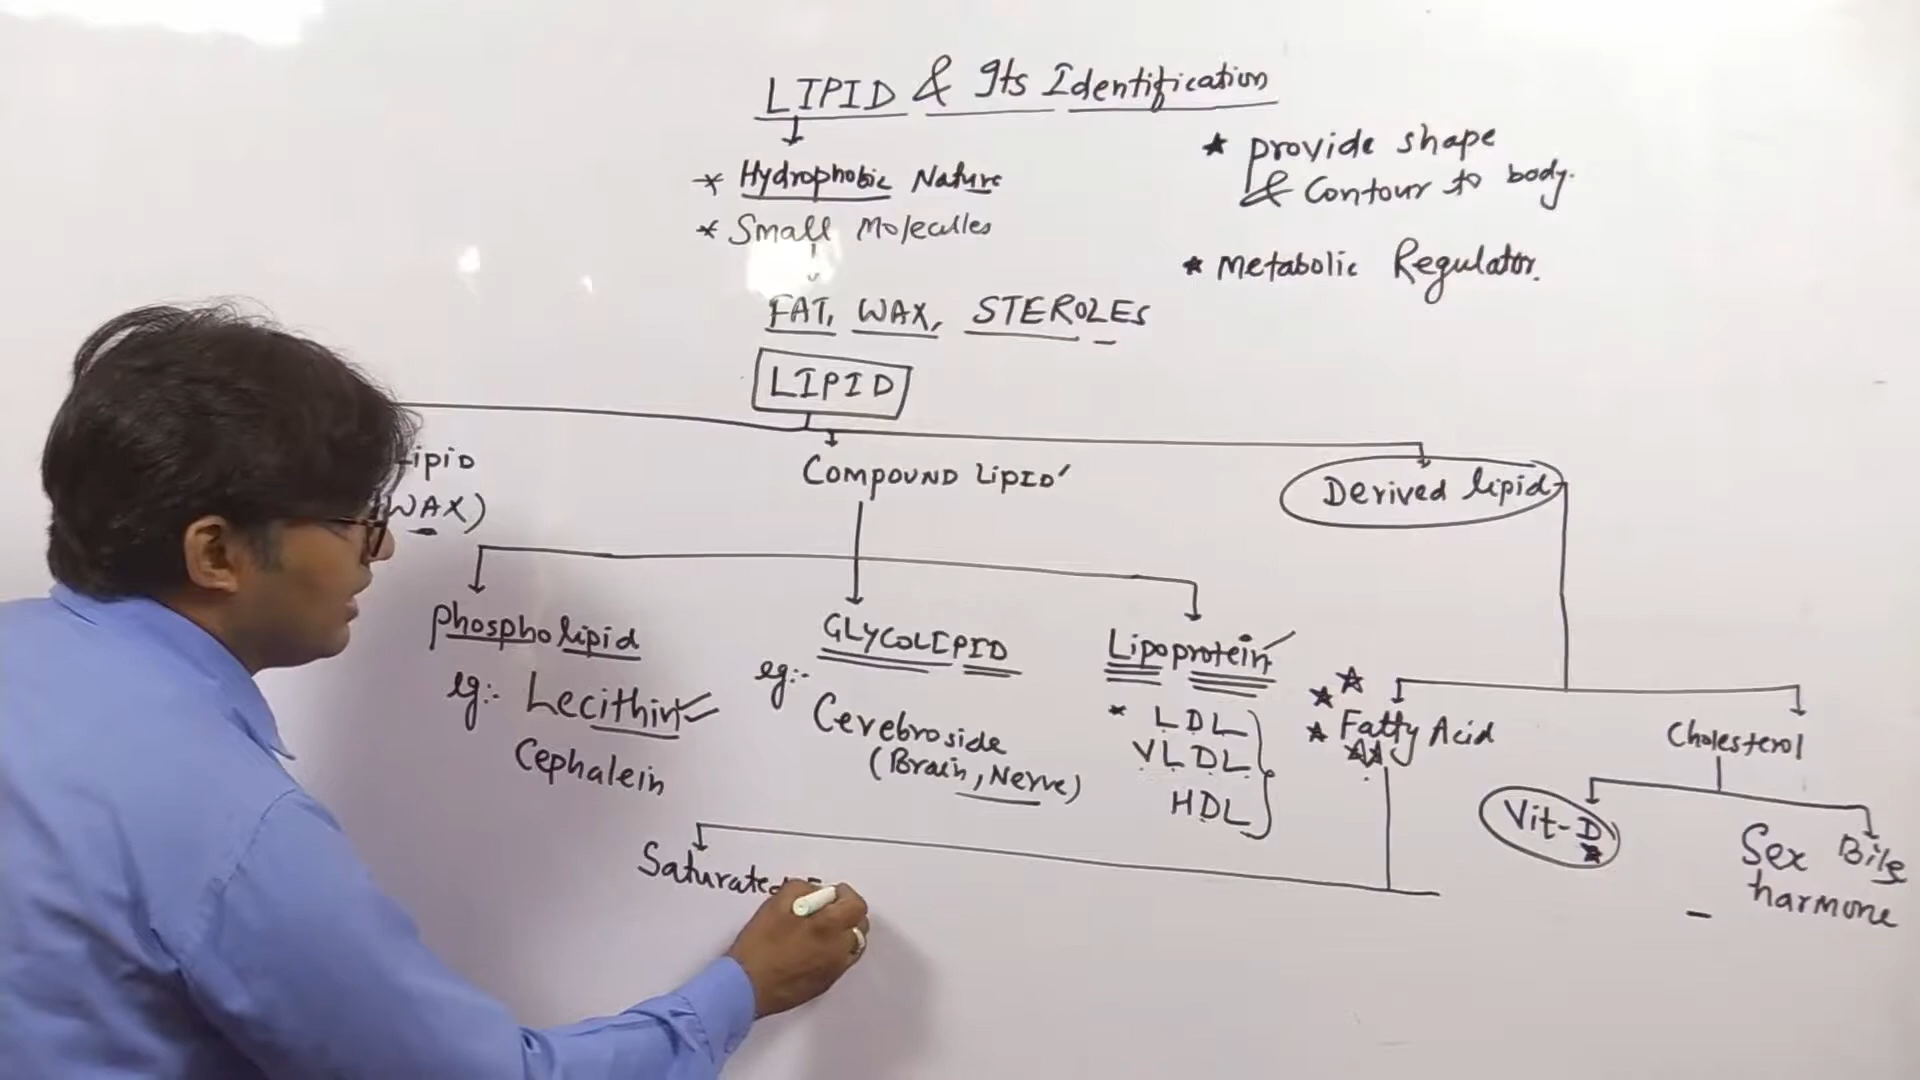 LIPID & Its Identification
* Hydrophobic Nature
* Small Molecules
FAT, WAX, STEROLES
★ provide shape
& Contour to body.
★ Metabolic Regulator.
LIPID
Lipid
WAX)
COMPOUND LIPID
Derived lipid
Phospholipid
eg:- Lecithin
Cephalein
GLYCOLIPID
eg:- Cerebroside
(Brain, Nerve)
Lipoprotein
* LDL
VLDL
HDL
Fatty Acid
Cholesterol
Vit-D
Sex harmone
Bile
Saturated